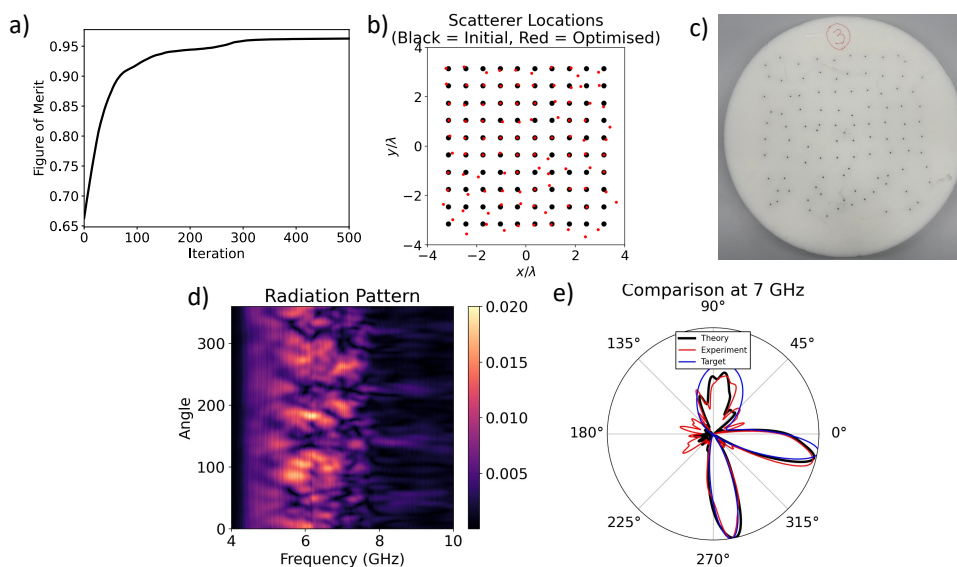 a)
0.95
0.90
0.85
0.80
0.75
0.70
0.65
Figure of Merit
0 100 200 300 400 500
Iteration
b)
Scatterer Locations
(Black = Initial, Red = Optimised)
4
2
0
−2
−4
y/λ
−4 −2 0 2 4
x/λ
c)
3
d)
Radiation Pattern
300
200
100
0
Angle
4 6 8 10
Frequency (GHz)
0.020
0.015
0.010
0.005
e)
Comparison at 7 GHz
90°
135° 45°
Theory
Experiment
Target
180° 0°
225° 315°
270°